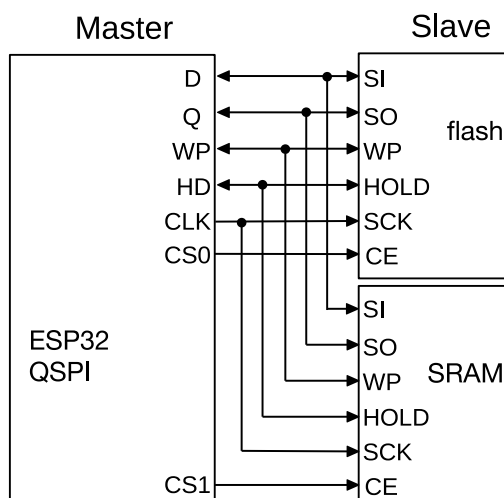 Master
Slave
D
Q
WP
HD
CLK
CS0
ESP32
QSPI
CS1
SI
SO
WP
HOLD
SCK
CE
flash
SI
SO
WP
HOLD
SCK
CE
SRAM